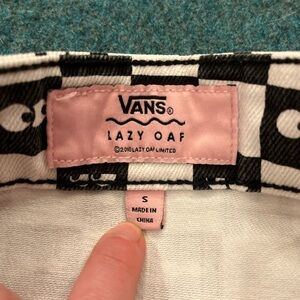 VANS®
LAZY OAF
©2018 LAZY OAF LIMITED
S
MADE IN
CHINA